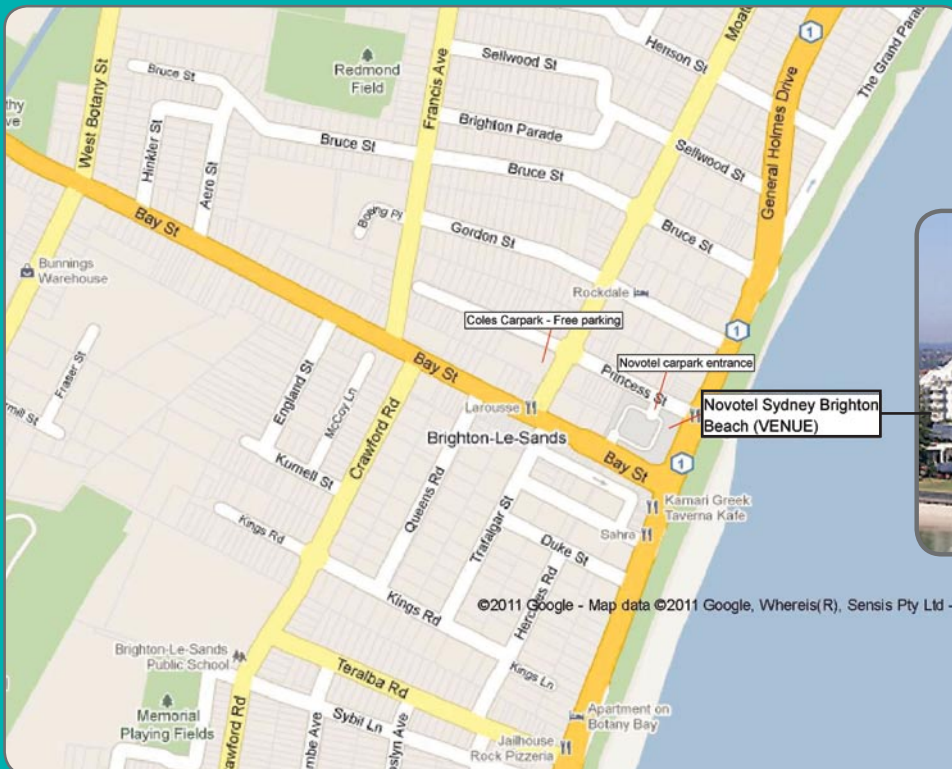 Redmond
Field
Sellwood St
Henson St
General Holmes Drive
The Grand Parade
1
West Botany St
Bruce St
Francis Ave
Brighton Parade
Sellwood St
Hinkler St
Aero St
Bruce St
Bruce St
Bruce St
Boeing Pl
Gordon St
Bay St
Bunnings
Warehouse
Rockdale
Coles Carpark - Free parking
1
Novotel carpark entrance
Princess St
Bay St
Fraser St
England St
McCoy Ln
Crawford Rd
Larousse
Novotel Sydney Brighton
Beach (VENUE)
Brighton-Le-Sands
Bay St
1
Kurnell St
Queens Rd
Trafalgar St
Kamari Greek
Taverna Kafe
Sahra
Kings Rd
Duke St
Kings Rd
Hercules Rd
©2011 Google - Map data ©2011 Google, Whereis(R), Sensis Pty Ltd -
Brighton-Le-Sands
Public School
Teralba Rd
Kings Ln
Memorial
Playing Fields
Sybil Ln
Apartment on
Botany Bay
Jailhouse
Rock Pizzeria